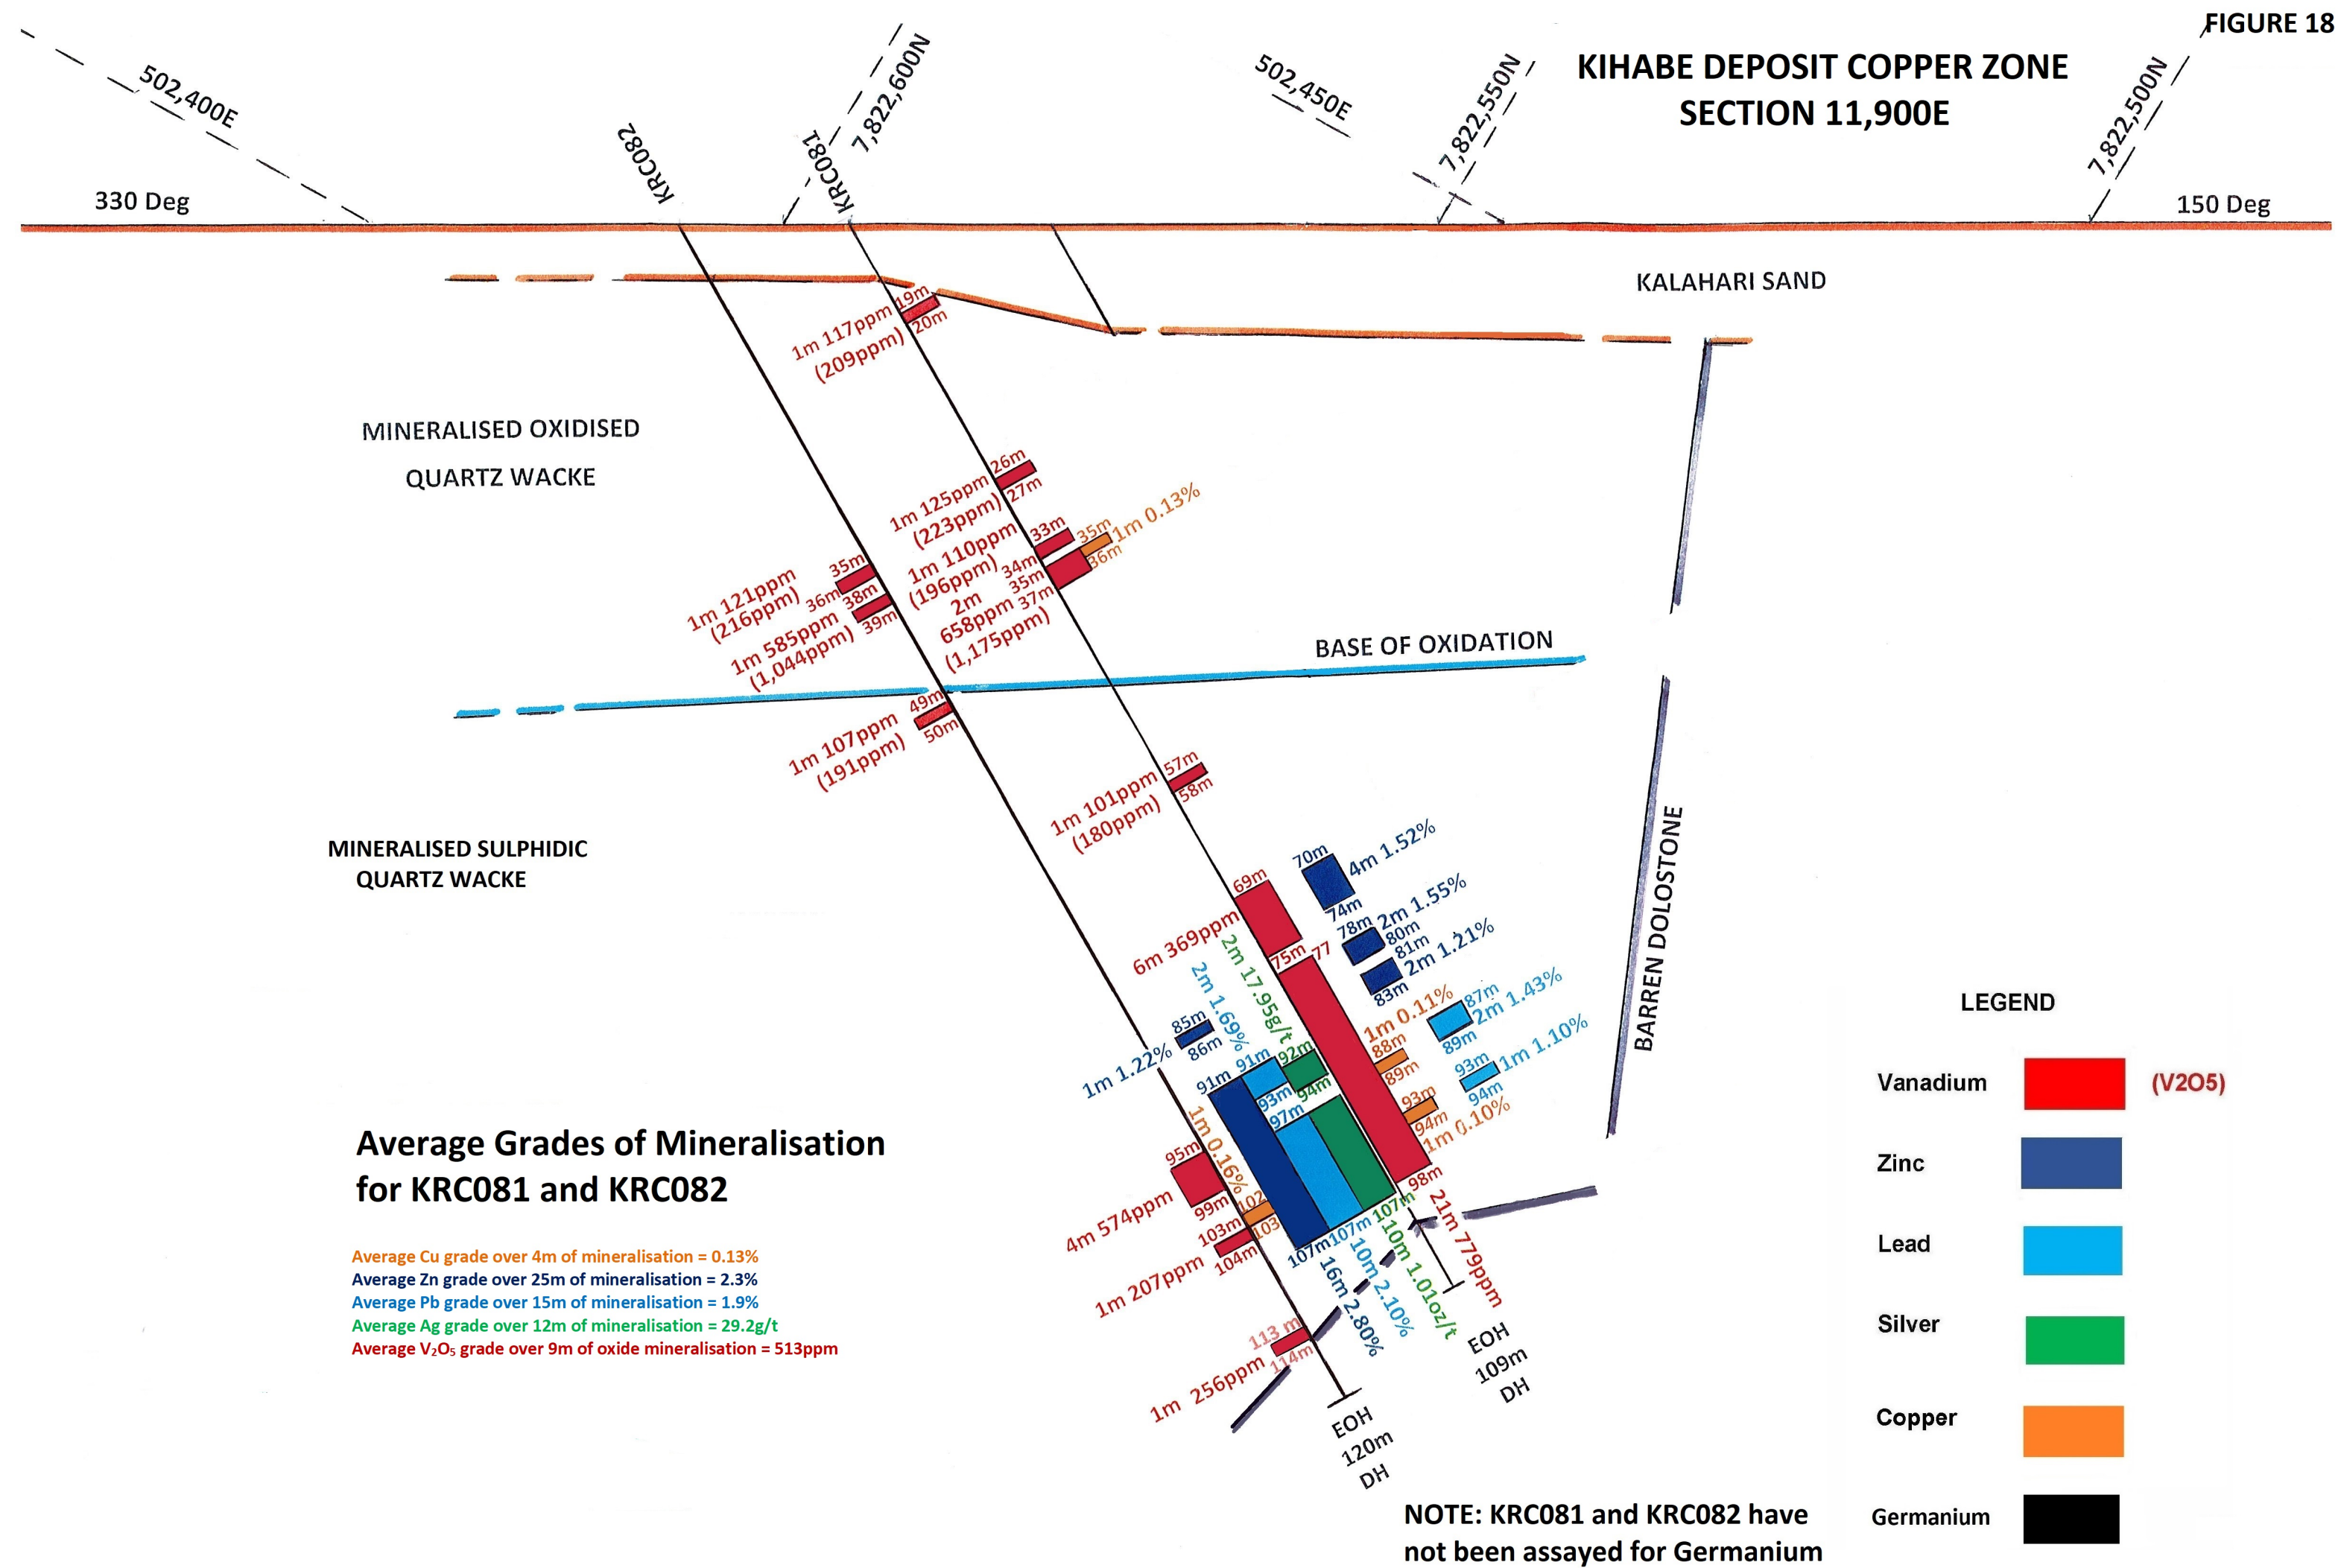 FIGURE 18
KIHABE DEPOSIT COPPER ZONE
SECTION 11,900E
502,400E
7,822,600N
502,450E
7,822,550N
7,822,500N
KRC082
KRC081
330 Deg
150 Deg
KALAHARI SAND
19m
1m 117ppm
20m
(209ppm)
MINERALISED OXIDISED
QUARTZ WACKE
26m
1m 125ppm
27m
(223ppm)
33m
1m 110ppm
34m
(196ppm)
35m
1m 0.13%
36m
35m
2m
37m
658ppm
(1,175ppm)
35m
1m 121ppm
36m
(216ppm)
38m
1m 585ppm
39m
(1,044ppm)
BASE OF OXIDATION
49m
1m 107ppm
50m
(191ppm)
57m
1m 101ppm
58m
(180ppm)
MINERALISED SULPHIDIC
QUARTZ WACKE
BARREN DOLOSTONE
70m
4m 1.52%
74m
69m
6m 369ppm
75m
77
78m
2m 1.55%
80m
81m
2m 1.21%
83m
2m 17.95g/t
2m 1.69%
87m
2m 1.43%
89m
1m 0.11%
88m
89m
93m
1m 1.10%
94m
93m
94m
1m 0.10%
85m
1m 1.22%
86m
91m
91m
92m
93m
94m
97m
1m 0.16%
95m
4m 574ppm
99m
102
103
103m
1m 207ppm
104m
98m
21m 779ppm
107m
107m
107m
16m 2.80%
10m 2.10%
10m 1.01oz/t
113 m
1m 256ppm
114m
EOH
109m
DH
EOH
120m
DH
Average Grades of Mineralisation
for KRC081 and KRC082
Average Cu grade over 4m of mineralisation = 0.13%
Average Zn grade over 25m of mineralisation = 2.3%
Average Pb grade over 15m of mineralisation = 1.9%
Average Ag grade over 12m of mineralisation = 29.2g/t
Average V₂O₅ grade over 9m of oxide mineralisation = 513ppm
LEGEND
Vanadium (V2O5)
Zinc
Lead
Silver
Copper
Germanium
NOTE: KRC081 and KRC082 have
not been assayed for Germanium